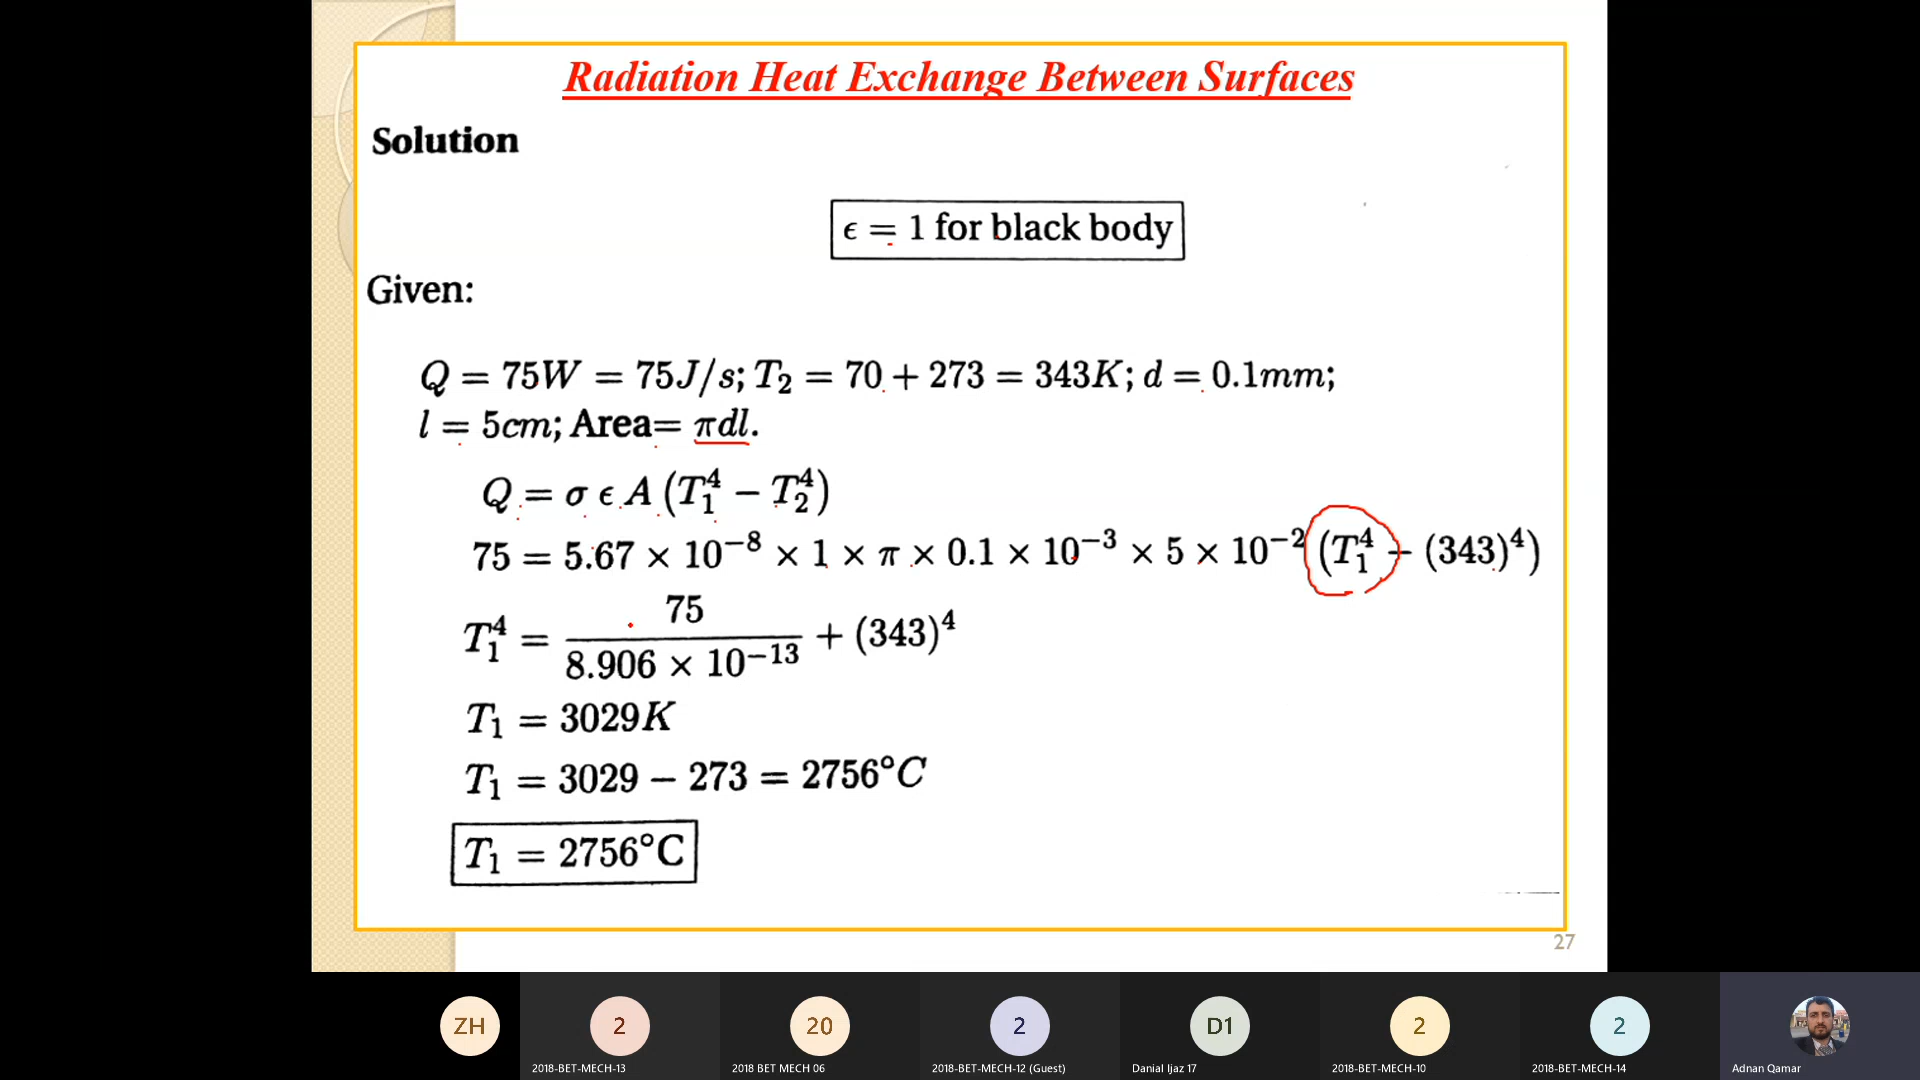 Radiation Heat Exchange Between Surfaces
Solution
ϵ = 1 for black body
Given:
Q = 75W = 75J/s; T₂ = 70 + 273 = 343K; d = 0.1mm;
l = 5cm; Area= πdl.
Q = σ ϵ A (T₁⁴ − T₂⁴)
75 = 5.67 × 10⁻⁸ × 1 × π × 0.1 × 10⁻³ × 5 × 10⁻² (T₁⁴ − (343)⁴)
T₁⁴ = 75 / 8.906 × 10⁻¹³ + (343)⁴
T₁ = 3029K
T₁ = 3029 − 273 = 2756°C
T₁ = 2756°C
27
ZH
2
20
2
D1
2
2
2018-BET-MECH-13
2018 BET MECH 06
2018-BET-MECH-12 (Guest)
Danial Ijaz 17
2018-BET-MECH-10
2018-BET-MECH-14
Adnan Qamar